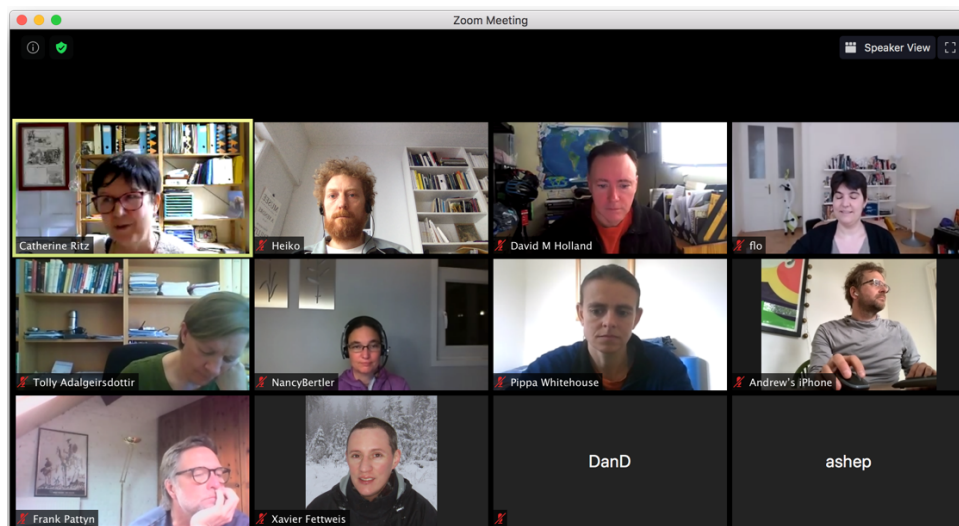 Zoom Meeting
Speaker View
Catherine Ritz
Heiko
David M Holland
flo
Tolly Adalgeirsdottir
NancyBertler
Pippa Whitehouse
Andrew's iPhone
Frank Pattyn
Xavier Fettweis
DanD
ashep